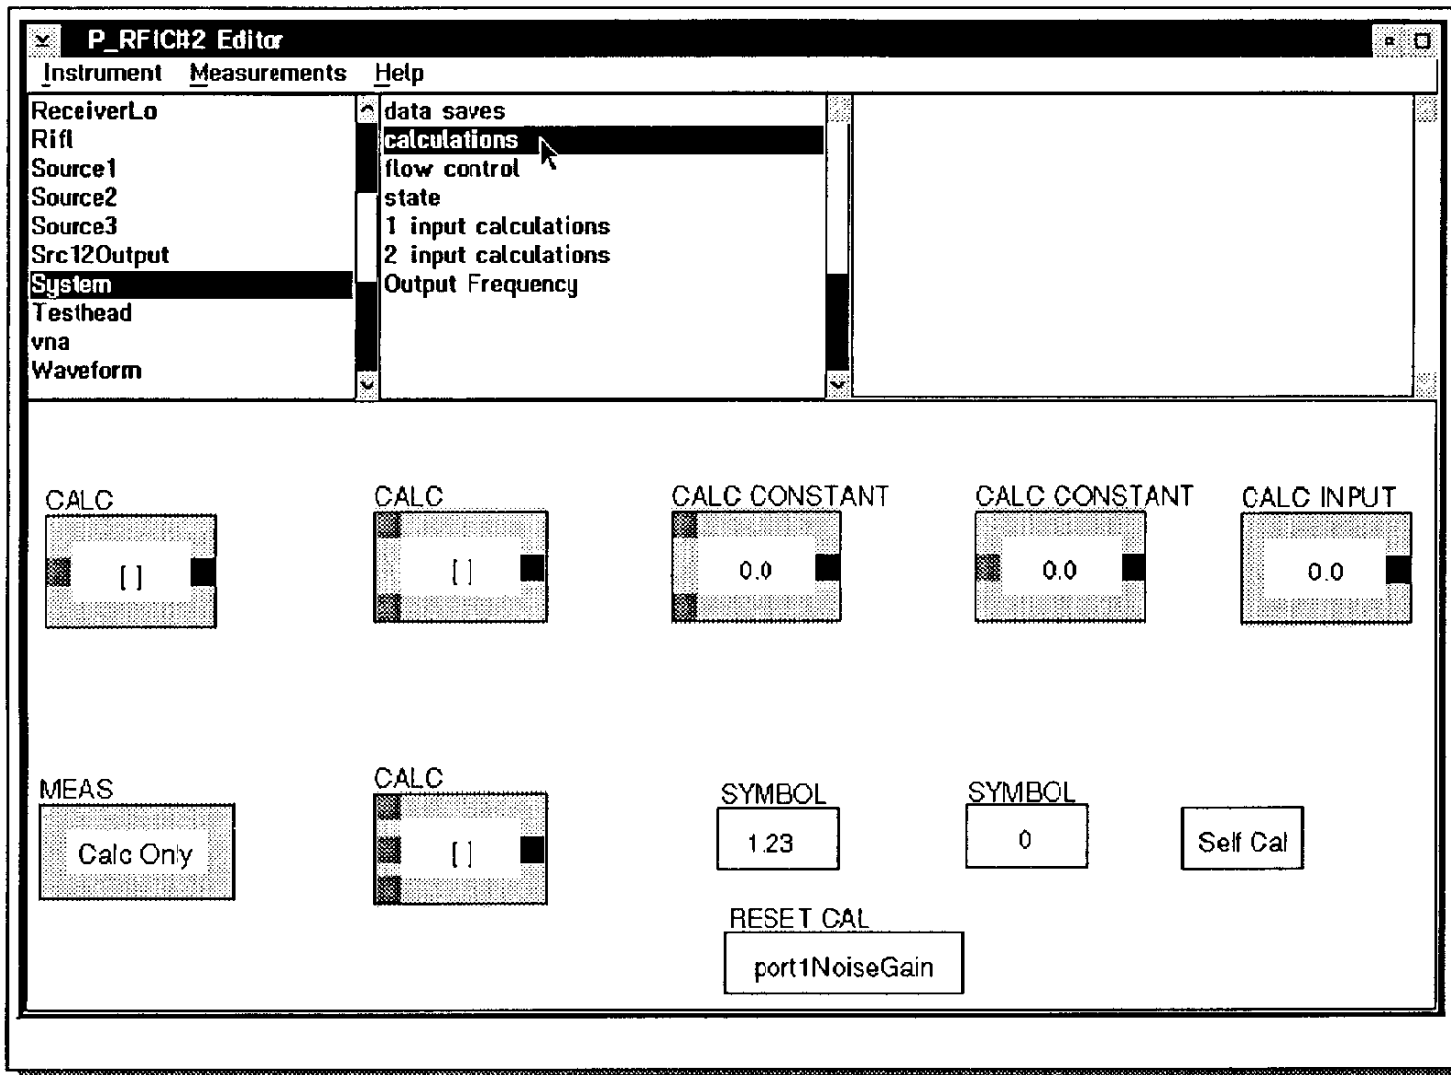 P_RFIC#2 Editor
Instrument Measurements Help
ReceiverLo
Rifl
Source1
Source2
Source3
Src12Output
System
Testhead
vna
Waveform
data saves
calculations
flow control
state
1 input calculations
2 input calculations
Output Frequency
CALC
[ ]
CALC
[ ]
CALC CONSTANT
0.0
CALC CONSTANT
0.0
CALC INPUT
0.0
MEAS
Calc Only
CALC
[ ]
SYMBOL
1.23
SYMBOL
0
Self Cal
RESET CAL
port1NoiseGain